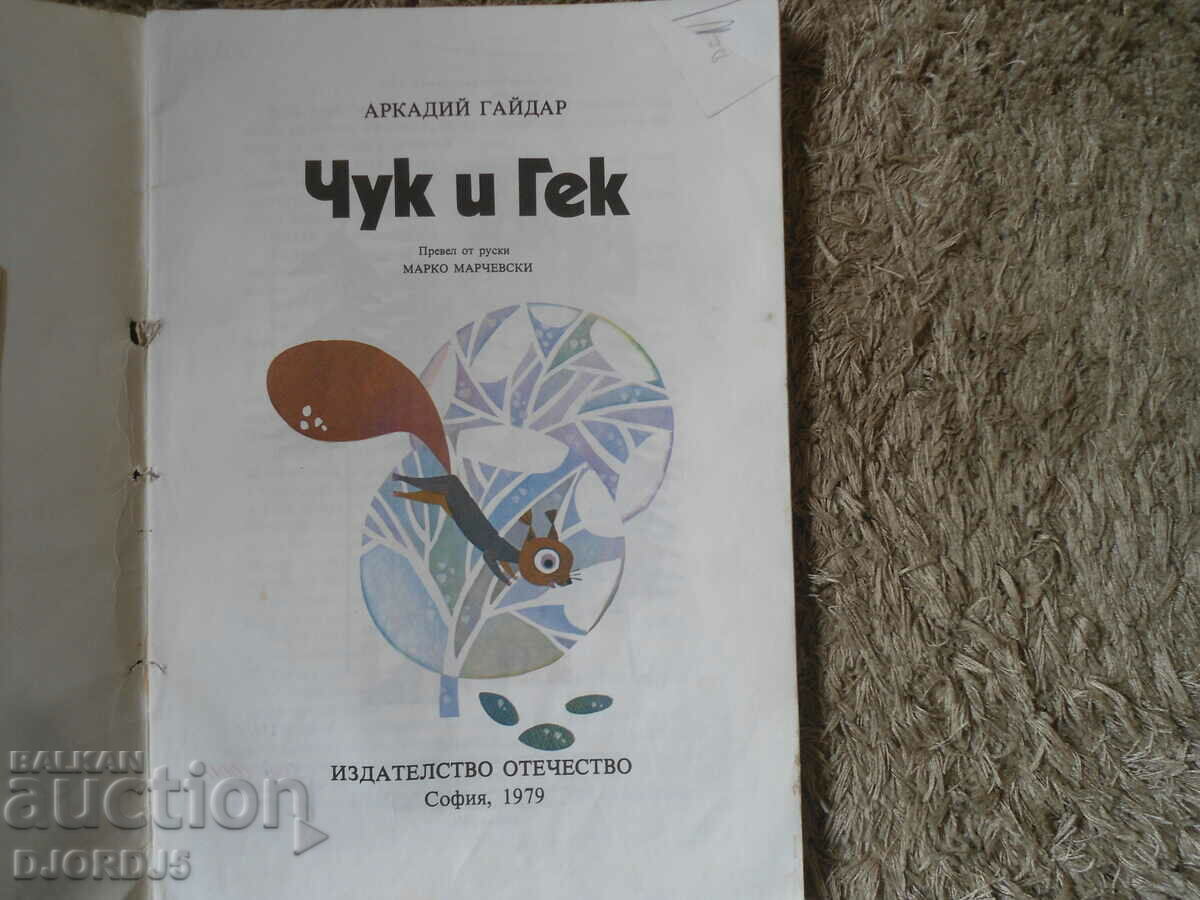 АРКАДИЙ ГАЙДАР
Чук и Гек
Превел от руски
МАРКО МАРЧЕВСКИ
ИЗДАТЕЛСТВО ОТЕЧЕСТВО
София, 1979
BALKAN
auction
DJORDJ5